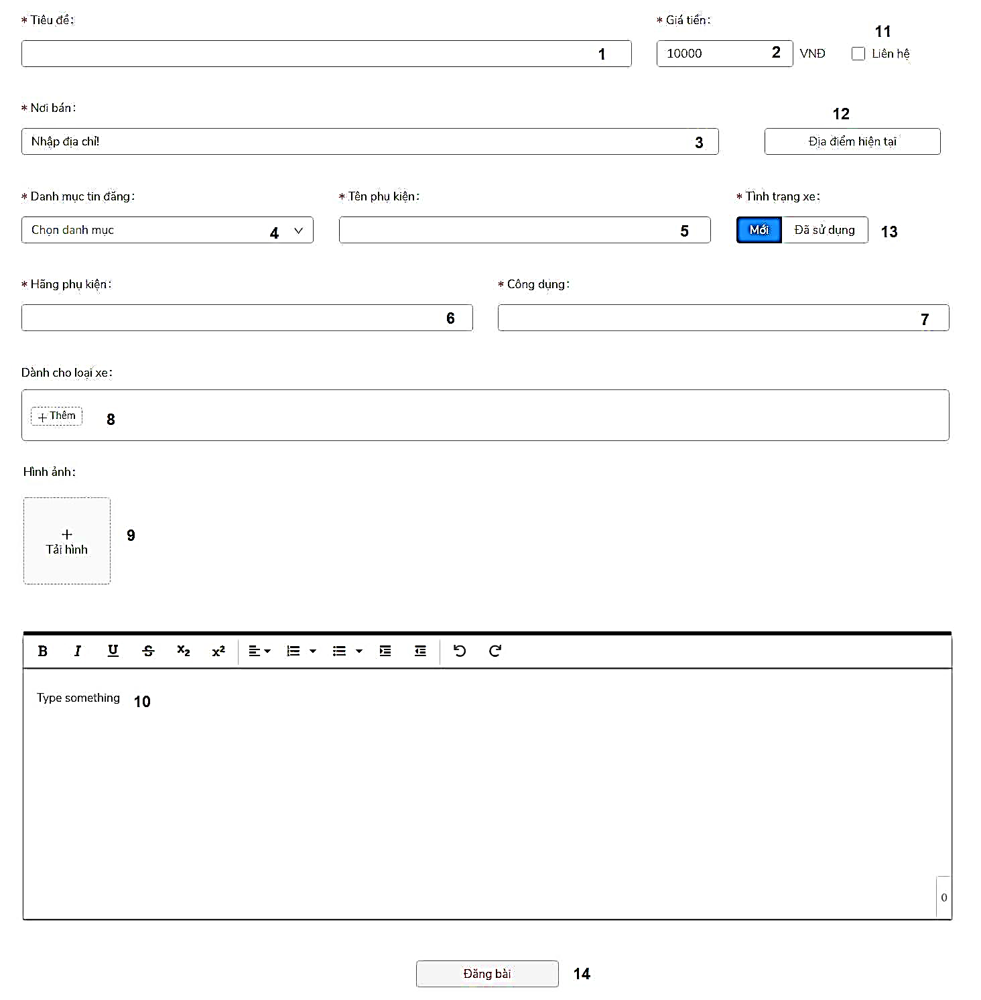 * Tiêu đề:
* Giá tiền:
11
1
10000 2 VNĐ
Liên hệ
* Nơi bán:
12
Nhập địa chỉ! 3
Địa điểm hiện tại
* Danh mục tin đăng:
* Tên phụ kiện:
* Tình trạng xe:
Chọn danh mục 4
5
Mới Đã sử dụng 13
* Hãng phụ kiện:
* Công dụng:
6
7
Dành cho loại xe:
+ Thêm 8
Hình ảnh:
+
Tải hình
9
B I U S x₂ x²
Type something 10
0
Đăng bài 14